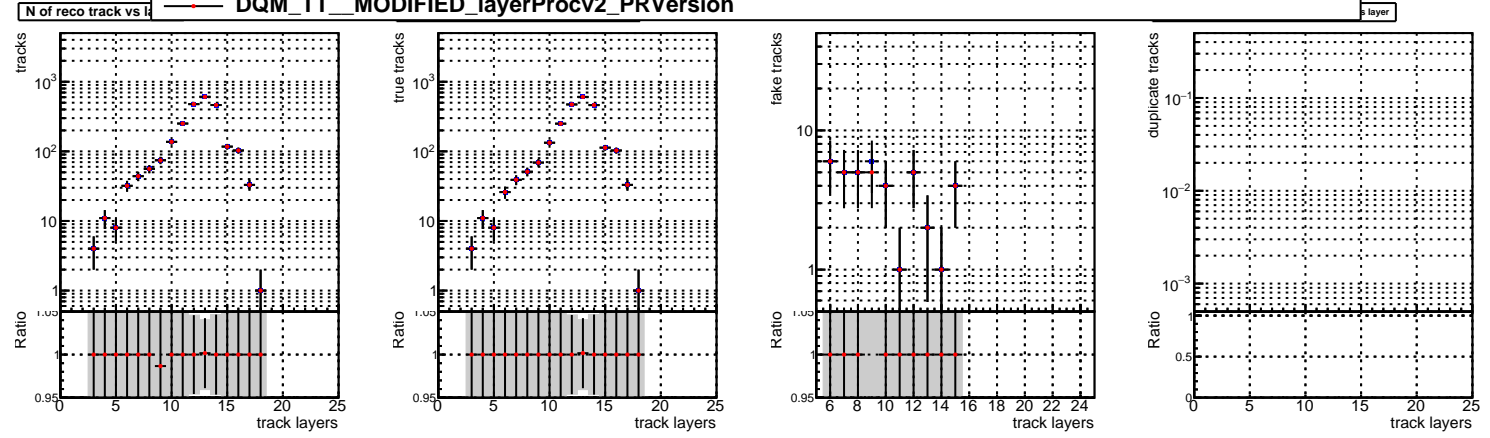 DQM_TT__MODIFIED_layerProcv2_PRVersion
N of reco track vs la
s layer
tracks
10³
10²
10
1
Ratio
1.05
1
0.95
0 5 10 15 20 25
track layers
true tracks
10³
10²
10
1
Ratio
1.05
1
0.95
0 5 10 15 20 25
track layers
fake tracks
10
1
Ratio
1.05
1
0.95
6 8 10 12 14 16 18 20 22 24
track layers
duplicate tracks
10⁻¹
10⁻²
10⁻³
Ratio
1
0.5
0
0 5 10 15 20 25
track layers